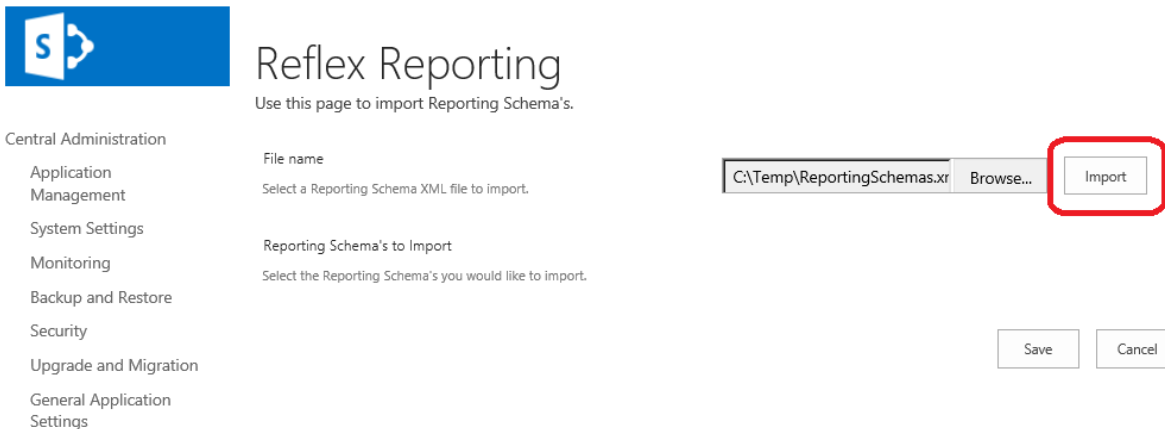 S
Reflex Reporting
Use this page to import Reporting Schema's.
Central Administration
Application
Management
System Settings
Monitoring
Backup and Restore
Security
Upgrade and Migration
General Application
Settings
File name
Select a Reporting Schema XML file to import.
C:\Temp\ReportingSchemas.xr
Browse...
Import
Reporting Schema's to Import
Select the Reporting Schema's you would like to import.
Save
Cancel